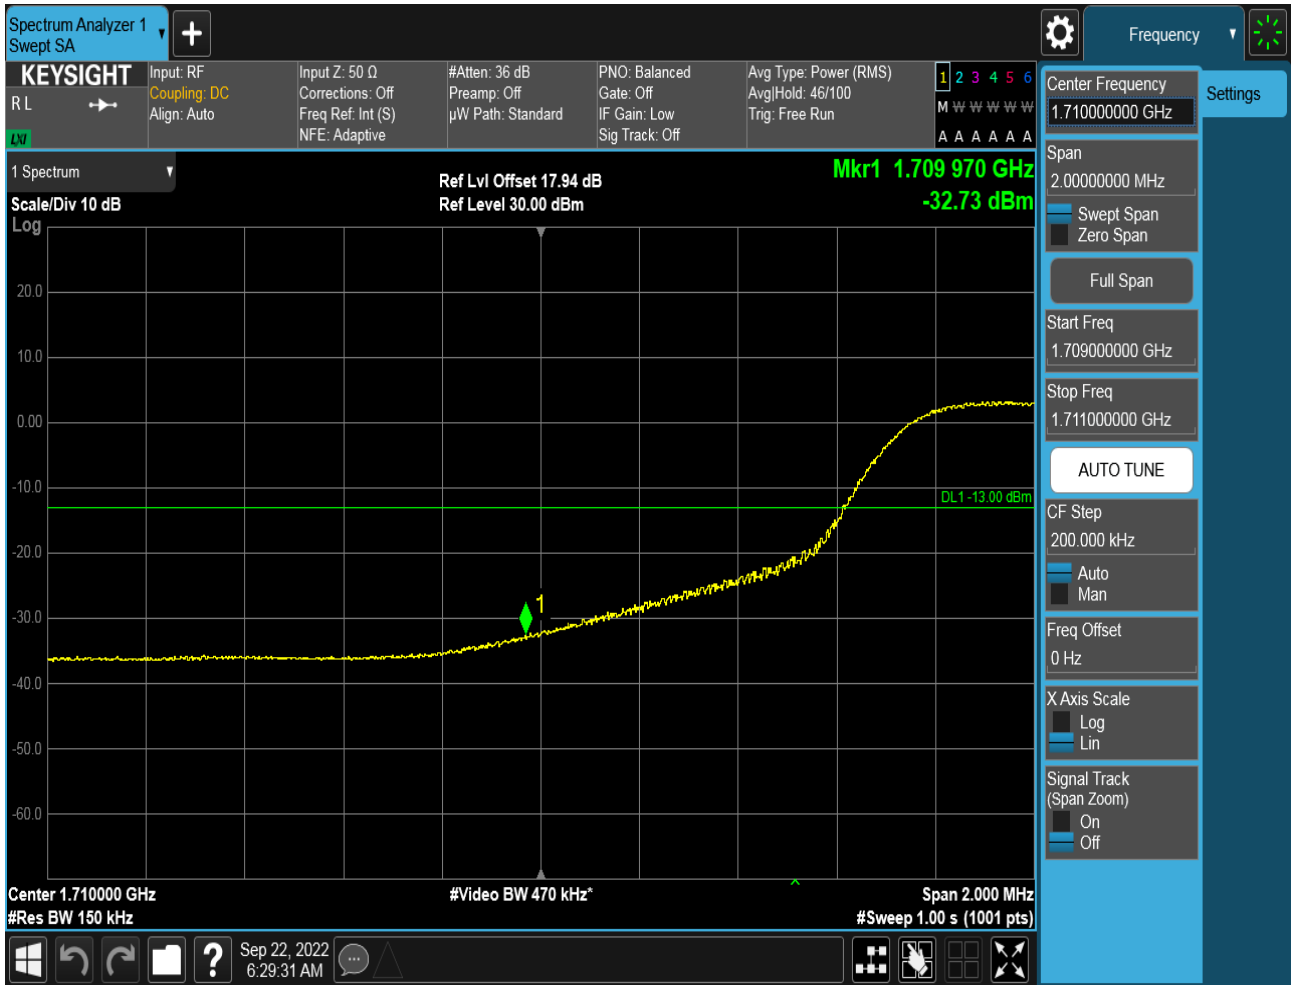 Spectrum Analyzer 1
Swept SA
Frequency
KEYSIGHT
R L
LXI
Input: RF
Coupling: DC
Align: Auto
Input Z: 50 Ω
Corrections: Off
Freq Ref: Int (S)
NFE: Adaptive
#Atten: 36 dB
Preamp: Off
µW Path: Standard
PNO: Balanced
Gate: Off
IF Gain: Low
Sig Track: Off
Avg Type: Power (RMS)
Avg|Hold: 46/100
Trig: Free Run
1 2 3 4 5 6
M W W W W W
A A A A A A
1 Spectrum
Scale/Div 10 dB
Log
Ref Lvl Offset 17.94 dB
Ref Level 30.00 dBm
Mkr1 1.709 970 GHz
-32.73 dBm
20.0
10.0
0.00
-10.0
-20.0
-30.0
-40.0
-50.0
-60.0
DL1 -13.00 dBm
1
Center 1.710000 GHz
#Res BW 150 kHz
#Video BW 470 kHz*
Span 2.000 MHz
#Sweep 1.00 s (1001 pts)
Center Frequency
1.710000000 GHz
Settings
Span
2.00000000 MHz
Swept Span
Zero Span
Full Span
Start Freq
1.709000000 GHz
Stop Freq
1.711000000 GHz
AUTO TUNE
CF Step
200.000 kHz
Auto
Man
Freq Offset
0 Hz
X Axis Scale
Log
Lin
Signal Track
(Span Zoom)
On
Off
?
Sep 22, 2022
6:29:31 AM